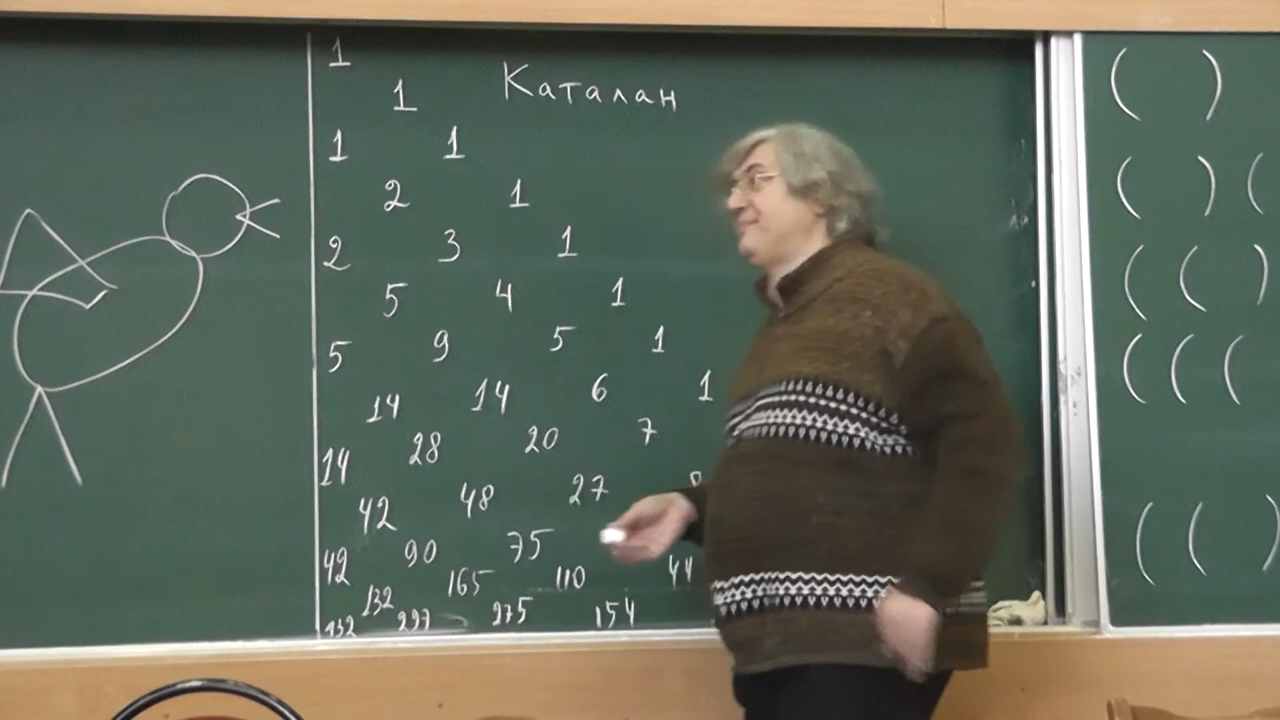 1
Каталан
1
1 1
2 1
2 3 1
5 4 1
5 9 5 1
14 14 6 1
14 28 20 7
42 48 27
42 90 75
132 165 110 44
132 297 275 154
( )
( ) (
( ( )
( ( (
( ( )